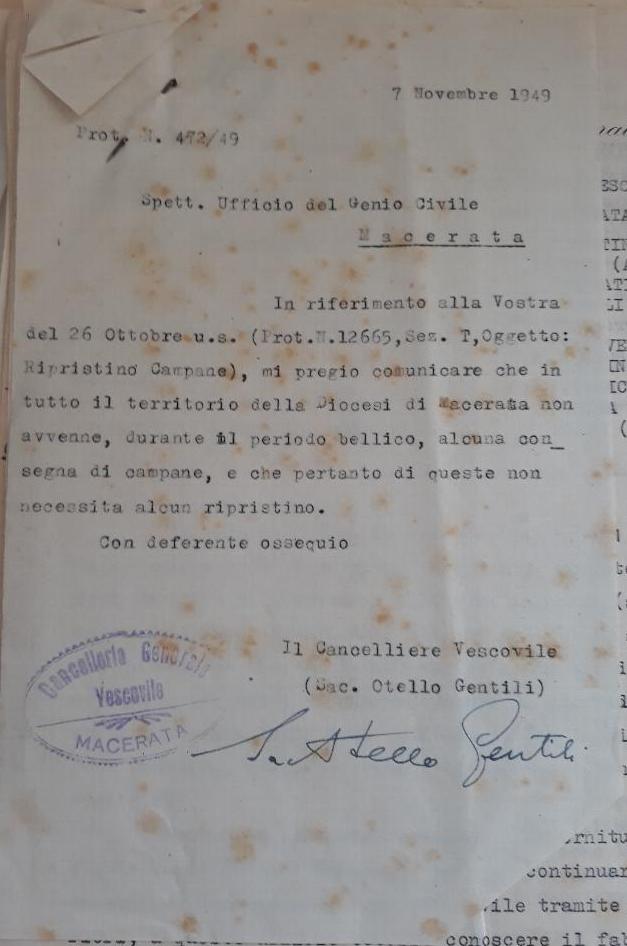 7 Novembre 1949
Prot. N. 472/49
Spett. Ufficio del Genio Civile
Macerata
In riferimento alla Vostra
del 26 Ottobre u.s. (Prot.N.12665,Sez. T,Oggetto:
Ripristino Campane), mi pregio comunicare che in
tutto il territorio della Diocesi di Macerata non
avvenne, durante il periodo bellico, alcuna con_
segna di campane, e che pertanto di queste non
necessita alcun ripristino.
Con deferente ossequio
Il Cancelliere Vescovile
(Sac. Otello Gentili)
Sac. Otello Gentili
Cancelleria Generale
Vescovile
MACERATA
continuar
ile tramite
conoscere il